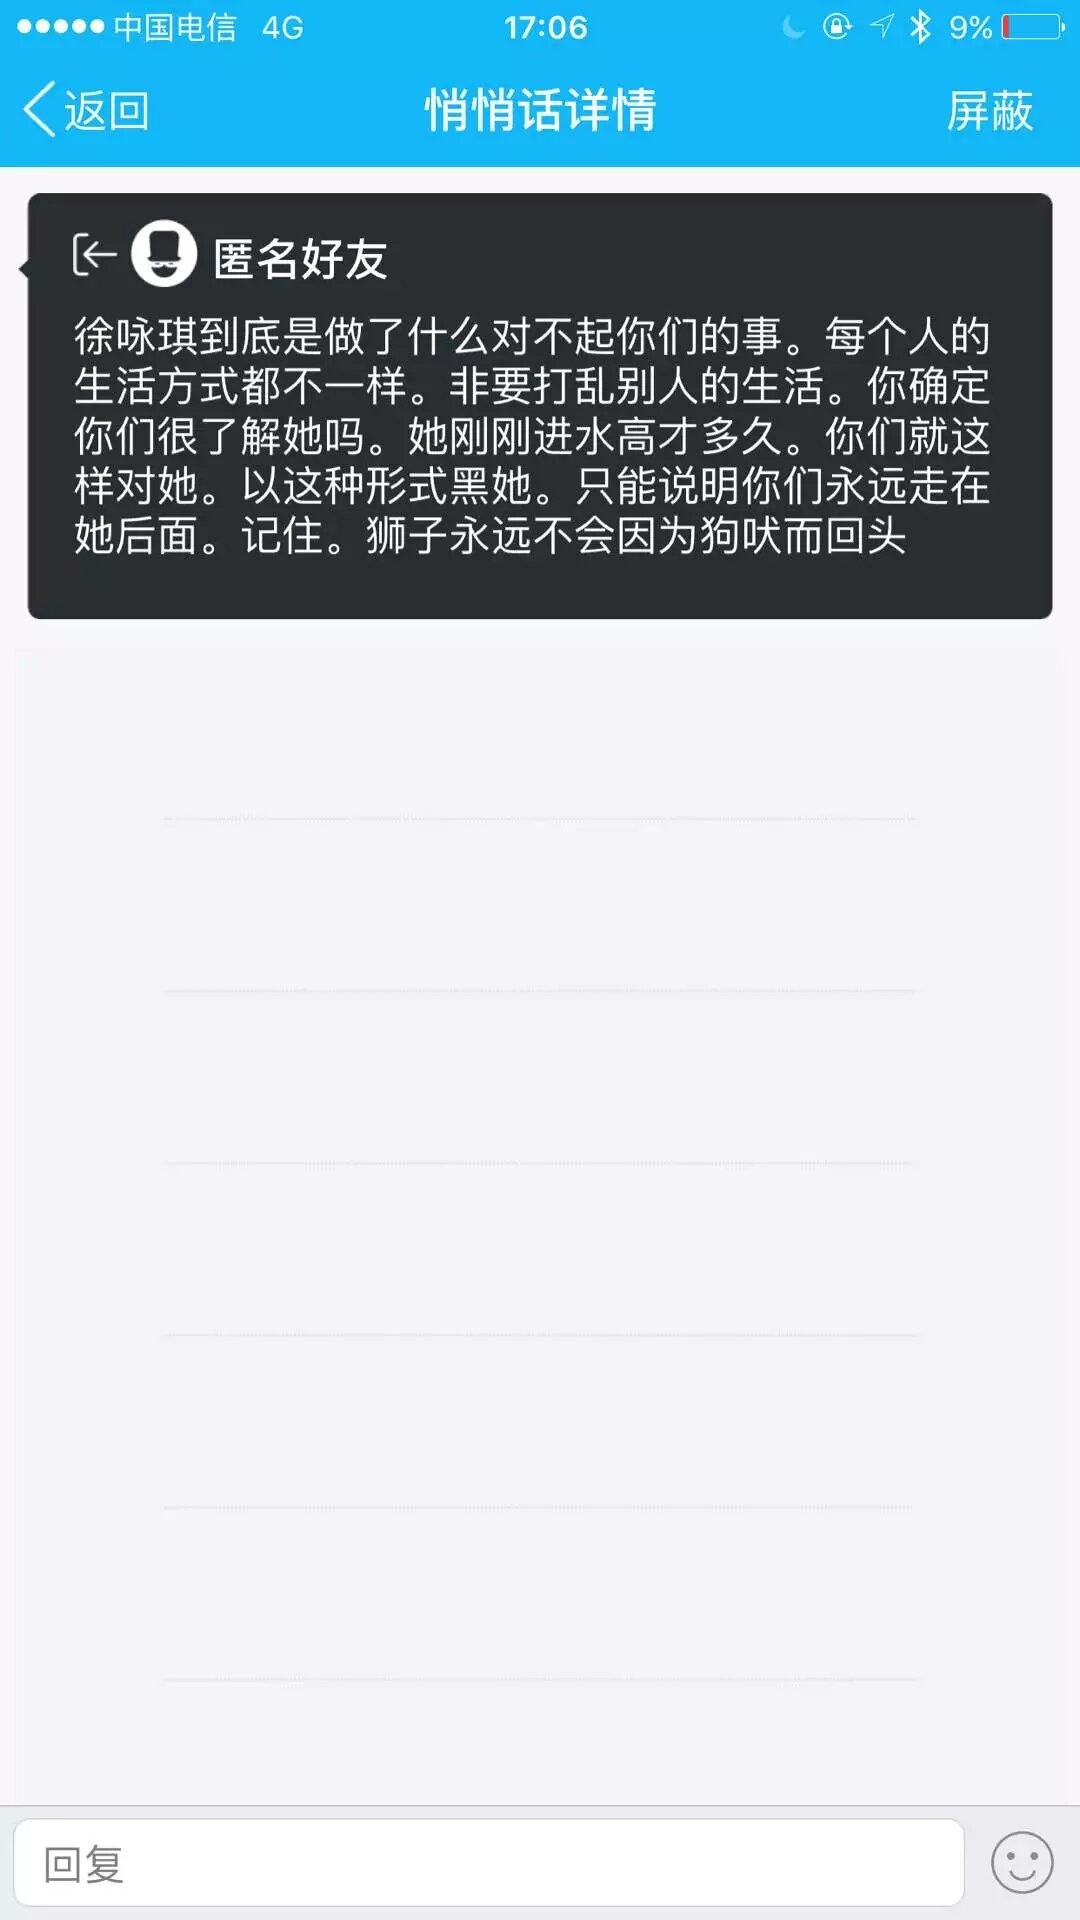 中国电信 4G 17:06 9%
返回 悄悄话详情 屏蔽
匿名好友
徐咏琪到底是做了什么对不起你们的事。每个人的
生活方式都不一样。非要打乱别人的生活。你确定
你们很了解她吗。她刚刚进水高才多久。你们就这
样对她。以这种形式黑她。只能说明你们永远走在
她后面。记住。狮子永远不会因为狗吠而回头
回复